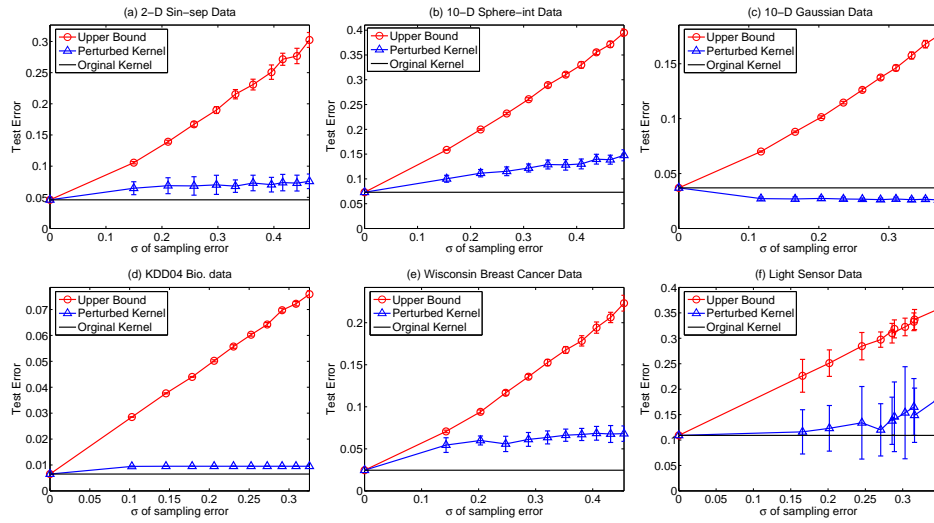 (a) 2-D Sin-sep Data
Upper Bound
Perturbed Kernel
Orginal Kernel
Test Error
0.3
0.25
0.2
0.15
0.1
0.05
0
0 0.1 0.2 0.3 0.4
σ of sampling error
(b) 10-D Sphere-int Data
Upper Bound
Perturbed Kernel
Orginal Kernel
Test Error
0.4
0.35
0.3
0.25
0.2
0.15
0.1
0.05
0
0 0.1 0.2 0.3 0.4
σ of sampling error
(c) 10-D Gaussian Data
Upper Bound
Perturbed Kernel
Orginal Kernel
Test Error
0.15
0.1
0.05
0
0 0.1 0.2 0.3
σ of sampling error
(d) KDD04 Bio. data
Upper Bound
Perturbed Kernel
Orginal Kernel
Test Error
0.07
0.06
0.05
0.04
0.03
0.02
0.01
0
0 0.05 0.1 0.15 0.2 0.25 0.3
σ of sampling error
(e) Wisconsin Breast Cancer Data
Upper Bound
Perturbed Kernel
Orginal Kernel
Test Error
0.2
0.15
0.1
0.05
0
0 0.1 0.2 0.3 0.4
σ of sampling error
(f) Light Sensor Data
Upper Bound
Perturbed Kernel
Orginal Kernel
Test Error
0.4
0.35
0.3
0.25
0.2
0.15
0.1
0
0 0.05 0.1 0.15 0.2 0.25 0.3
σ of sampling error